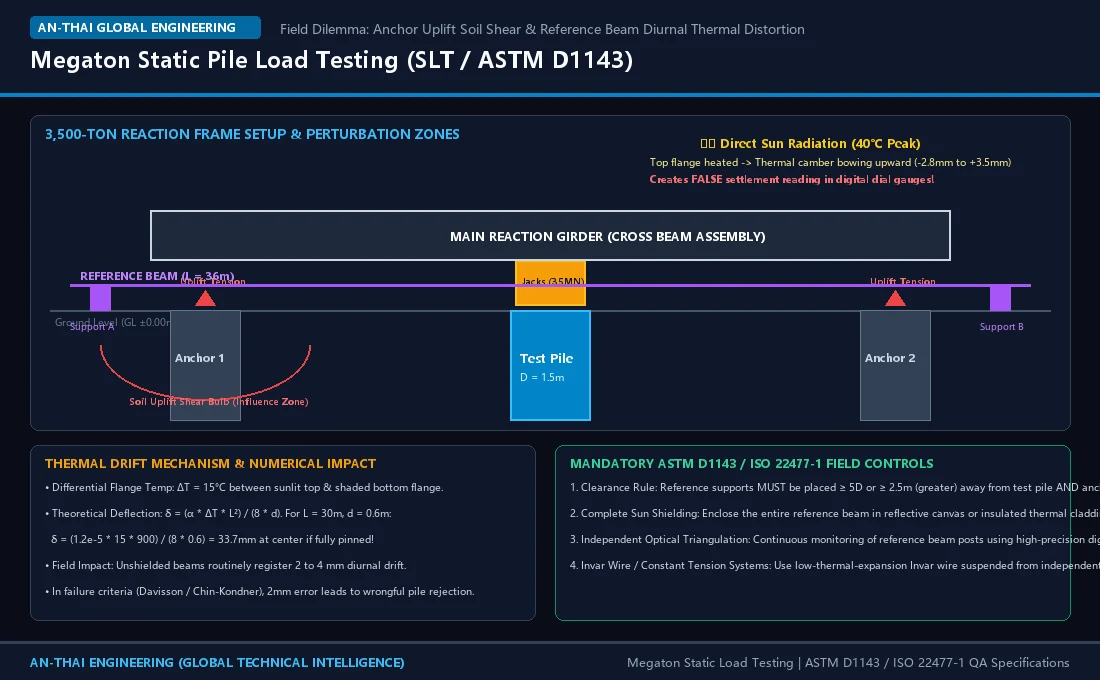 AN-THAI GLOBAL ENGINEERING
Field Dilemma: Anchor Uplift Soil Shear & Reference Beam Diurnal Thermal Distortion
Megaton Static Pile Load Testing (SLT / ASTM D1143)
3,500-TON REACTION FRAME SETUP & PERTURBATION ZONES
Direct Sun Radiation (40°C Peak)
Top flange heated -> Thermal camber bowing upward (-2.8mm to +3.5mm)
Creates FALSE settlement reading in digital dial gauges!
MAIN REACTION GIRDER (CROSS BEAM ASSEMBLY)
REFERENCE BEAM (L = 36m)
Uplift Tension
Jacks (35MN)
Uplift Tension
Ground Level (GL ±0.00m
Support A
Support B
Anchor 1
Test Pile
D = 1.5m
Anchor 2
Soil Uplift Shear Bulb (Influence Zone)
THERMAL DRIFT MECHANISM & NUMERICAL IMPACT
• Differential Flange Temp: ΔT = 15°C between sunlit top & shaded bottom flange.
• Theoretical Deflection: δ = (α * ΔT * L²) / (8 * d). For L = 30m, d = 0.6m:
δ = (1.2e-5 * 15 * 900) / (8 * 0.6) = 33.7mm at center if fully pinned!
• Field Impact: Unshielded beams routinely register 2 to 4 mm diurnal drift.
• In failure criteria (Davisson / Chin-Kondner), 2mm error leads to wrongful pile rejection.
MANDATORY ASTM D1143 / ISO 22477-1 FIELD CONTROLS
1. Clearance Rule: Reference supports MUST be placed ≥ 5D or ≥ 2.5m (greater) away from test pile AND anc
2. Complete Sun Shielding: Enclose the entire reference beam in reflective canvas or insulated thermal claddi
3. Independent Optical Triangulation: Continuous monitoring of reference beam posts using high-precision dig
4. Invar Wire / Constant Tension Systems: Use low-thermal-expansion Invar wire suspended from independent
AN-THAI ENGINEERING (GLOBAL TECHNICAL INTELLIGENCE)
Megaton Static Load Testing | ASTM D1143 / ISO 22477-1 QA Specifications